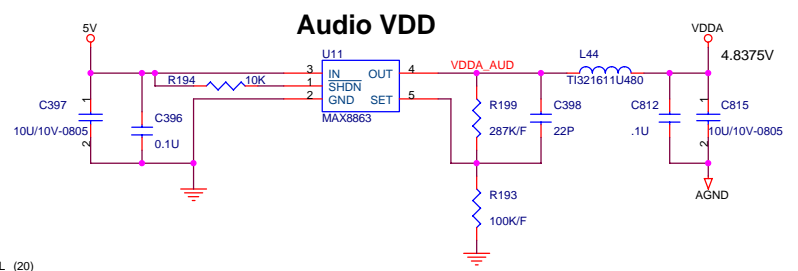 Audio VDD
5V
VDDA
4.8375V
U11
L44
VDDA_AUD
TI321611U480
R194
10K
3 IN OUT 4
1 SHDN
2 GND SET 5
MAX8863
C397
1
10U/10V-0805
2
C396
0.1U
R199
287K/F
C398
22P
C812
.1U
1
C815
10U/10V-0805
2
R193
100K/F
AGND
(20)